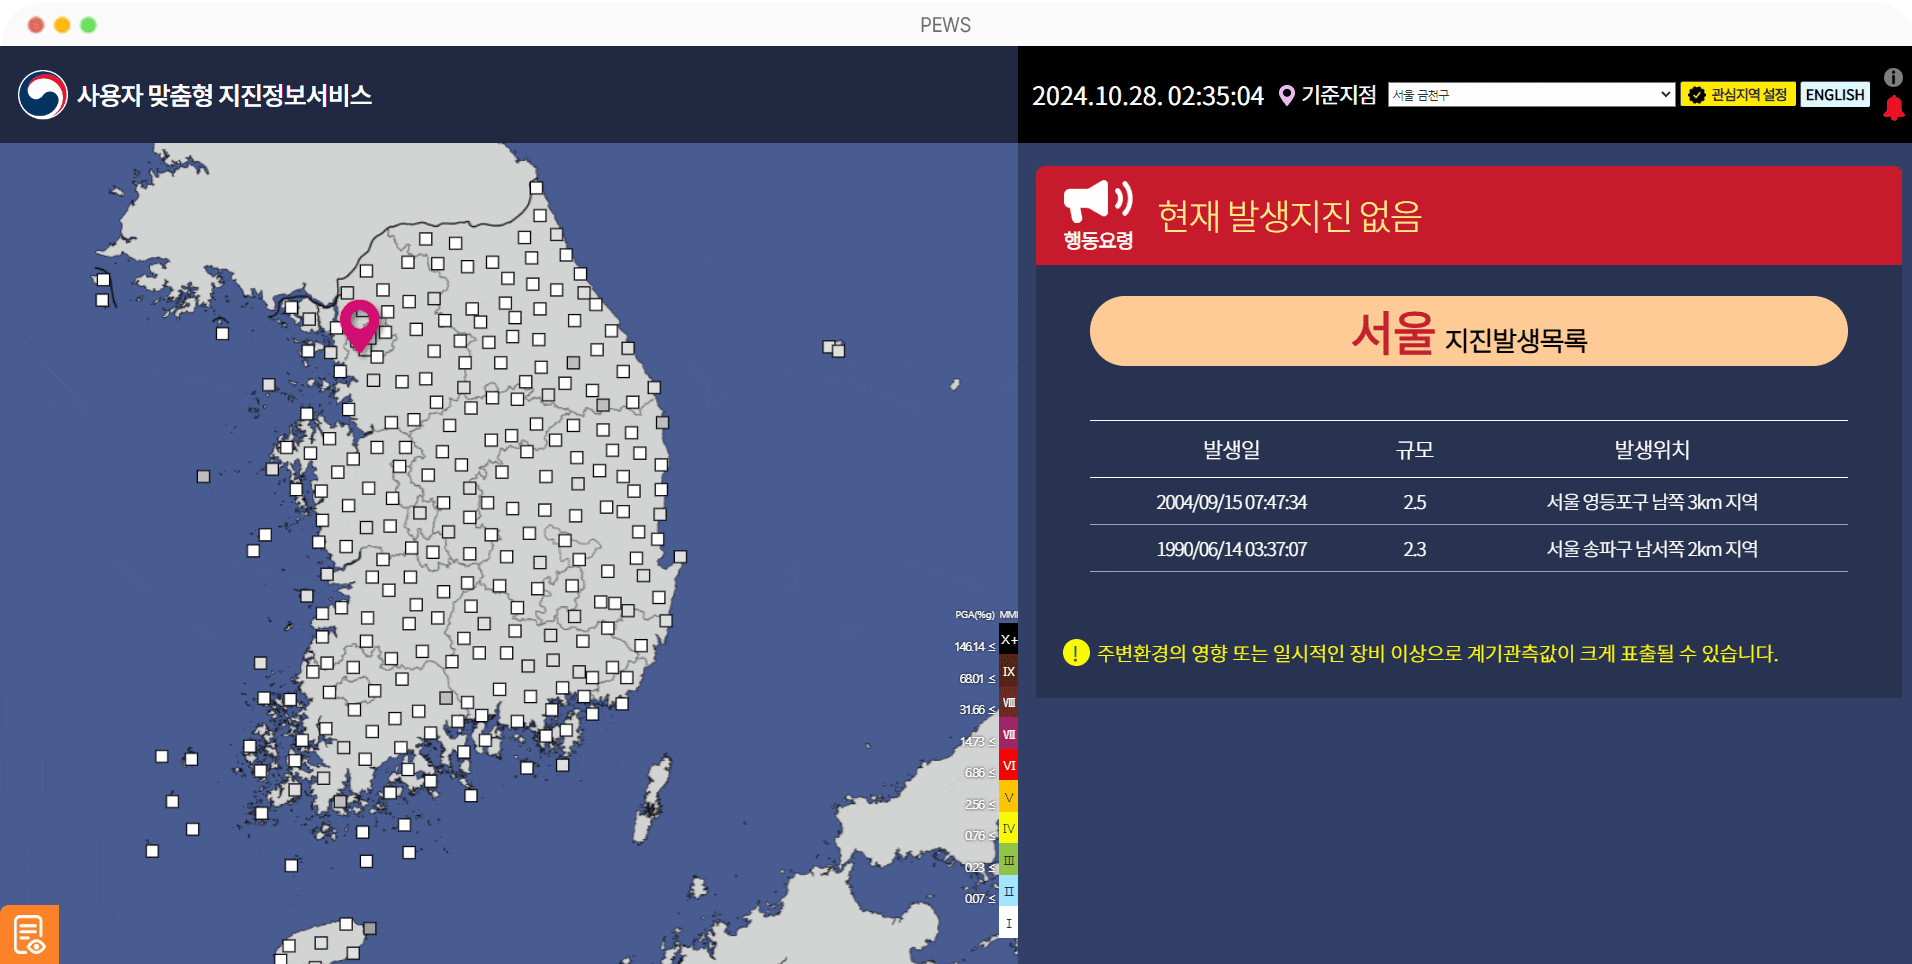 PEWS
사용자 맞춤형 지진정보서비스
2024.10.28. 02:35:04 기준지점 서울 금천구 관심지역 설정 ENGLISH
행동요령
현재 발생지진 없음
서울 지진발생목록
발생일 규모 발생위치
2004/09/15 07:47:34 2.5 서울 영등포구 남쪽 3km 지역
1990/06/14 03:37:07 2.3 서울 송파구 남서쪽 2km 지역
주변환경의 영향 또는 일시적인 장비 이상으로 계기관측값이 크게 표출될 수 있습니다.
PGA(%g) MMI
146.14 ≤ X+
68.01 ≤ Ⅸ
31.66 ≤ Ⅷ
14.73 ≤ Ⅶ
6.86 ≤ Ⅵ
2.56 ≤ Ⅴ
0.76 ≤ Ⅳ
0.23 ≤ Ⅲ
0.07 ≤ Ⅱ
Ⅰ